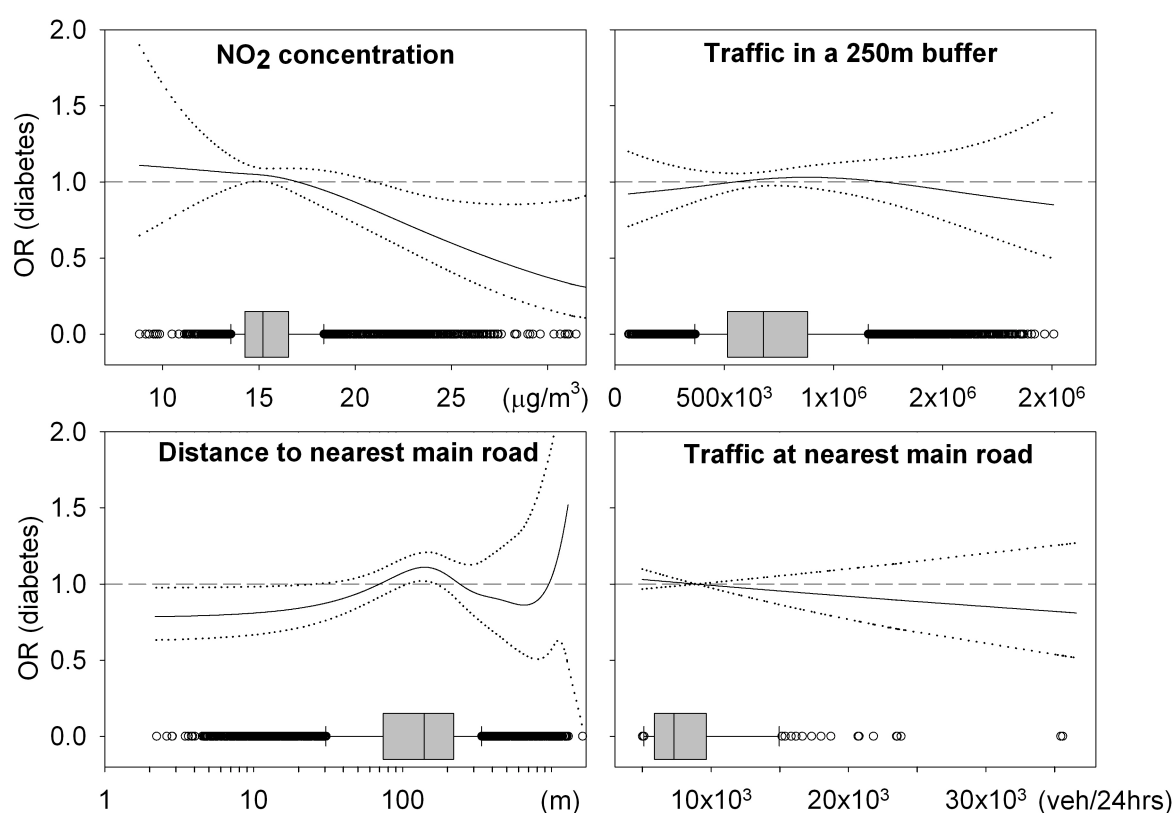 NO2 concentration
Traffic in a 250m buffer
OR (diabetes)
2.0
1.5
1.0
0.5
0.0
10 15 20 25 (μg/m³)
0 500x10³ 1x10⁶ 2x10⁶ 2x10⁶
Distance to nearest main road
Traffic at nearest main road
OR (diabetes)
2.0
1.5
1.0
0.5
0.0
1 10 100 (m)
10x10³ 20x10³ 30x10³ (veh/24hrs)